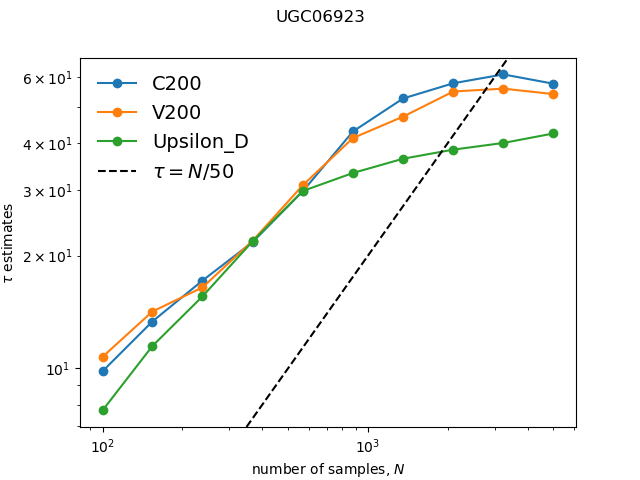 UGC06923
C200
V200
Upsilon_D
τ = N/50
6 × 10¹
4 × 10¹
3 × 10¹
2 × 10¹
10¹
τ estimates
10² 10³
number of samples, N